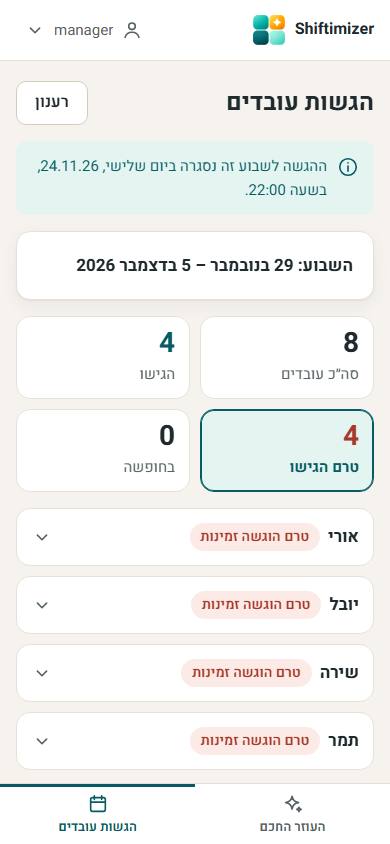 Shiftimizer
manager
הגשות עובדים
רענון
ההגשה לשבוע זה נסגרה ביום שלישי, 24.11.26,
בשעה 22:00.
השבוע: 29 בנובמבר – 5 בדצמבר 2026
8
סה״כ עובדים
4
הגישו
4
טרם הגישו
0
בחופשה
אורי
טרם הוגשה זמינות
יובל
טרם הוגשה זמינות
שירה
טרם הוגשה זמינות
תמר
טרם הוגשה זמינות
העוזר החכם
הגשות עובדים